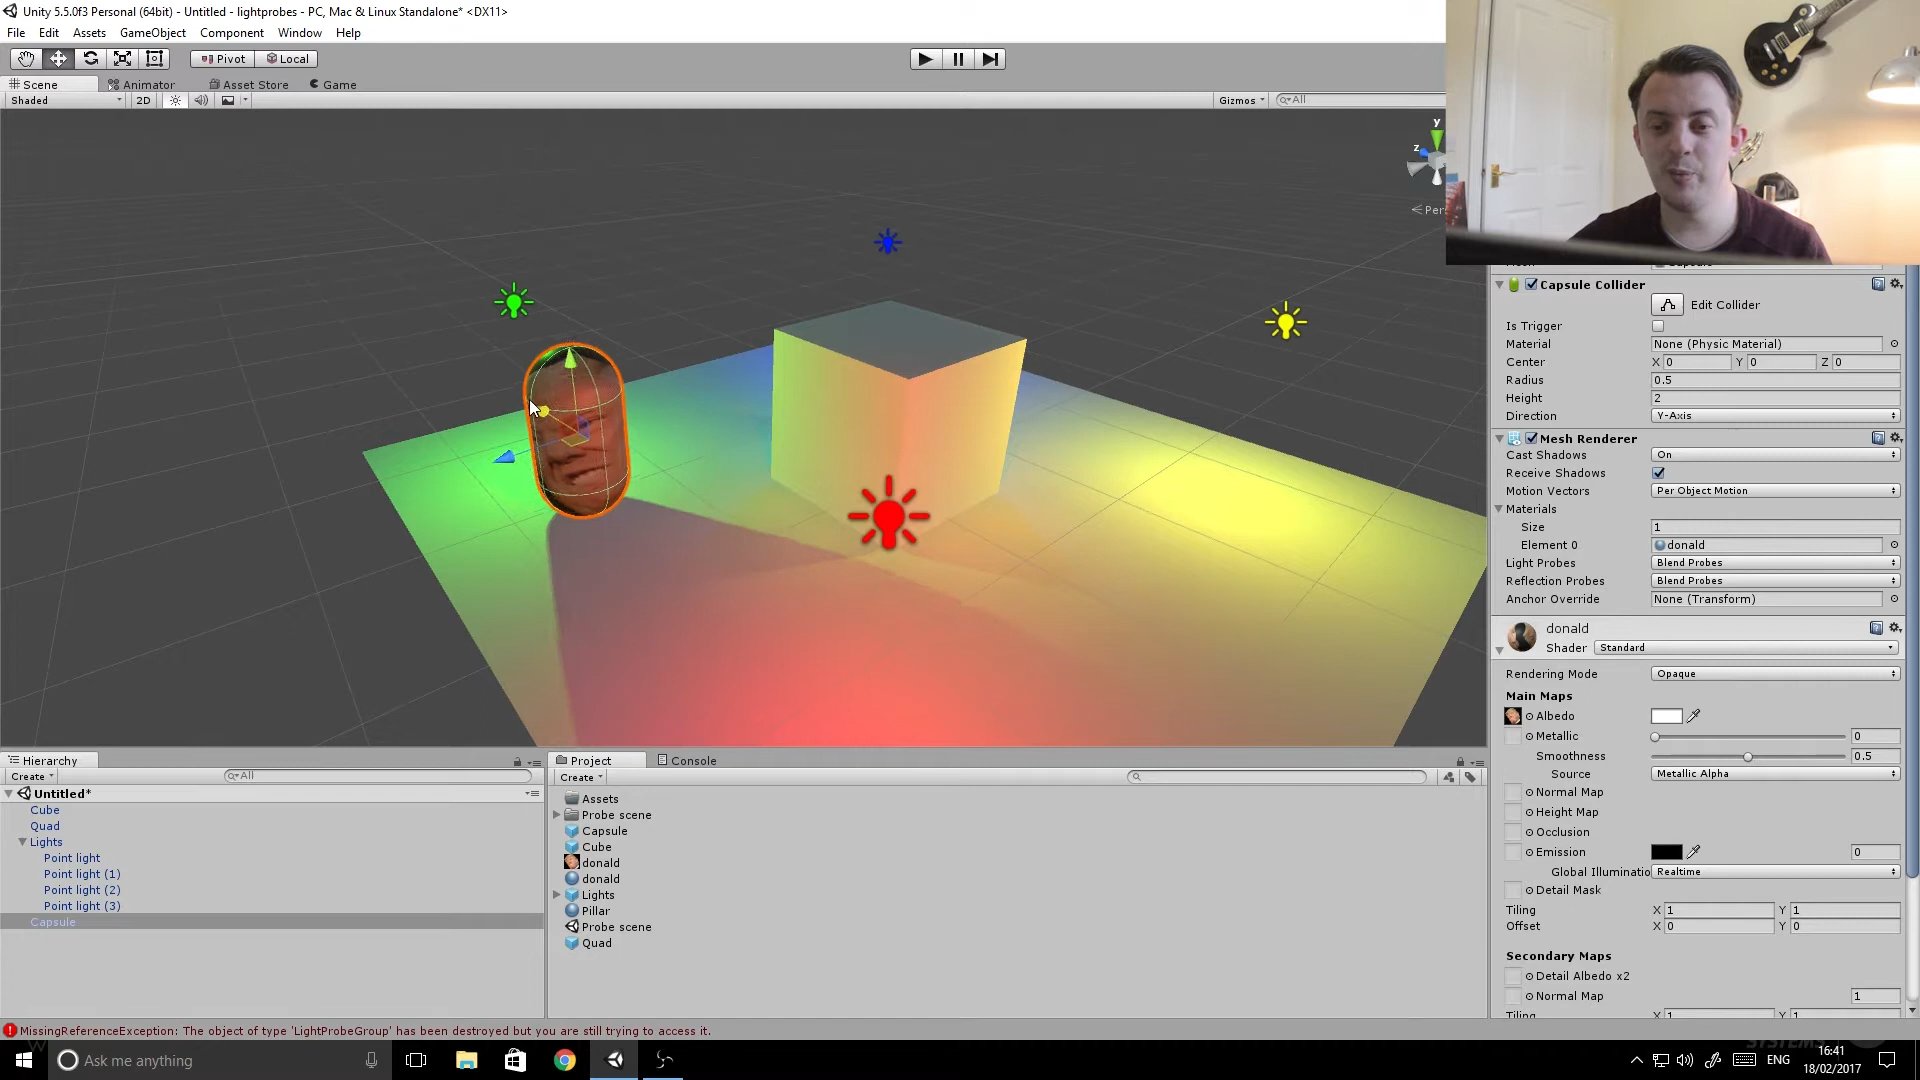 Unity 5.5.0f3 Personal (64bit) - Untitled - lightprobes - PC, Mac & Linux Standalone* <DX11>
File Edit Assets GameObject Component Window Help
Pivot Local
Scene Animator Asset Store Game
Shaded 2D Gizmos All
y
z
Capsule Collider
Edit Collider
Is Trigger
Material None (Physic Material)
Center X 0 Y 0 Z 0
Radius 0.5
Height 2
Direction Y-Axis
Mesh Renderer
Cast Shadows On
Receive Shadows
Motion Vectors Per Object Motion
Materials
Size 1
Element 0 donald
Light Probes Blend Probes
Reflection Probes Blend Probes
Anchor Override None (Transform)
donald
Shader Standard
Rendering Mode Opaque
Main Maps
Albedo
Metallic 0
Smoothness 0.5
Source Metallic Alpha
Normal Map
Height Map
Occlusion
Emission 0
Global Illuminatio Realtime
Detail Mask
Tiling X 1 Y 1
Offset X 0 Y 0
Secondary Maps
Detail Albedo x2
Normal Map 1
Tiling X 1 Y 1
Hierarchy
Create All
Untitled*
Cube
Quad
Lights
Point light
Point light (1)
Point light (2)
Point light (3)
Capsule
Project Console
Create
Assets
Probe scene
Capsule
Cube
donald
donald
Lights
Pillar
Probe scene
Quad
MissingReferenceException: The object of type 'LightProbeGroup' has been destroyed but you are still trying to access it.
Ask me anything
ENG
16:41
18/02/2017